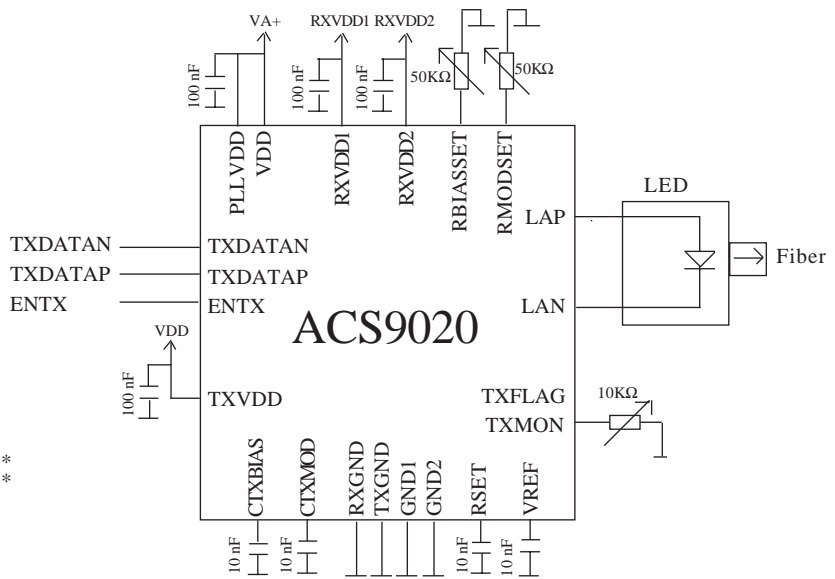 VA+
RXVDD1
RXVDD2
100 nF
100 nF
100 nF
50KΩ
50KΩ
PLLVDD
VDD
RXVDD1
RXVDD2
RBIASSET
RMODSET
LED
LAP
TXDATAN
TXDATAN
TXDATAP
TXDATAP
Fiber
ENTX
ENTX
LAN
ACS9020
VDD
100 nF
TXVDD
TXFLAG
10KΩ
TXMON
*
*
CTXBIAS
CTXMOD
RXGND
TXGND
GND1
GND2
RSET
VREF
10 nF
10 nF
10 nF
10 nF